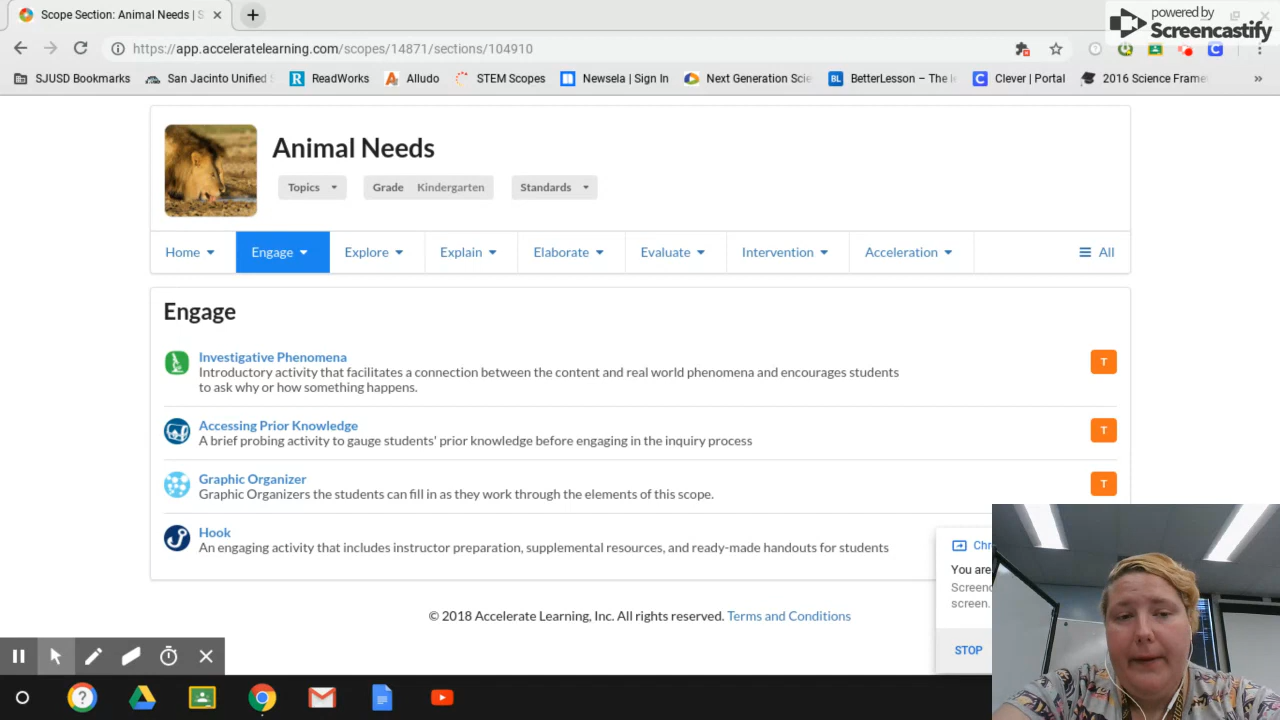 Scope Section: Animal Needs | S
powered by
Screencastify
https://app.acceleratelearning.com/scopes/14871/sections/104910
SJUSD Bookmarks
San Jacinto Unified
ReadWorks
Alludo
STEM Scopes
Newsela | Sign In
Next Generation Scie
BetterLesson – The le
Clever | Portal
2016 Science Frame
Animal Needs
Topics
Grade Kindergarten
Standards
Home
Engage
Explore
Explain
Elaborate
Evaluate
Intervention
Acceleration
All
Engage
Investigative Phenomena
T
Introductory activity that facilitates a connection between the content and real world phenomena and encourages students
to ask why or how something happens.
Accessing Prior Knowledge
T
A brief probing activity to gauge students' prior knowledge before engaging in the inquiry process
Graphic Organizer
T
Graphic Organizers the students can fill in as they work through the elements of this scope.
Hook
An engaging activity that includes instructor preparation, supplemental resources, and ready-made handouts for students
Chr
You are
Screenc
screen.
STOP
© 2018 Accelerate Learning, Inc. All rights reserved. Terms and Conditions